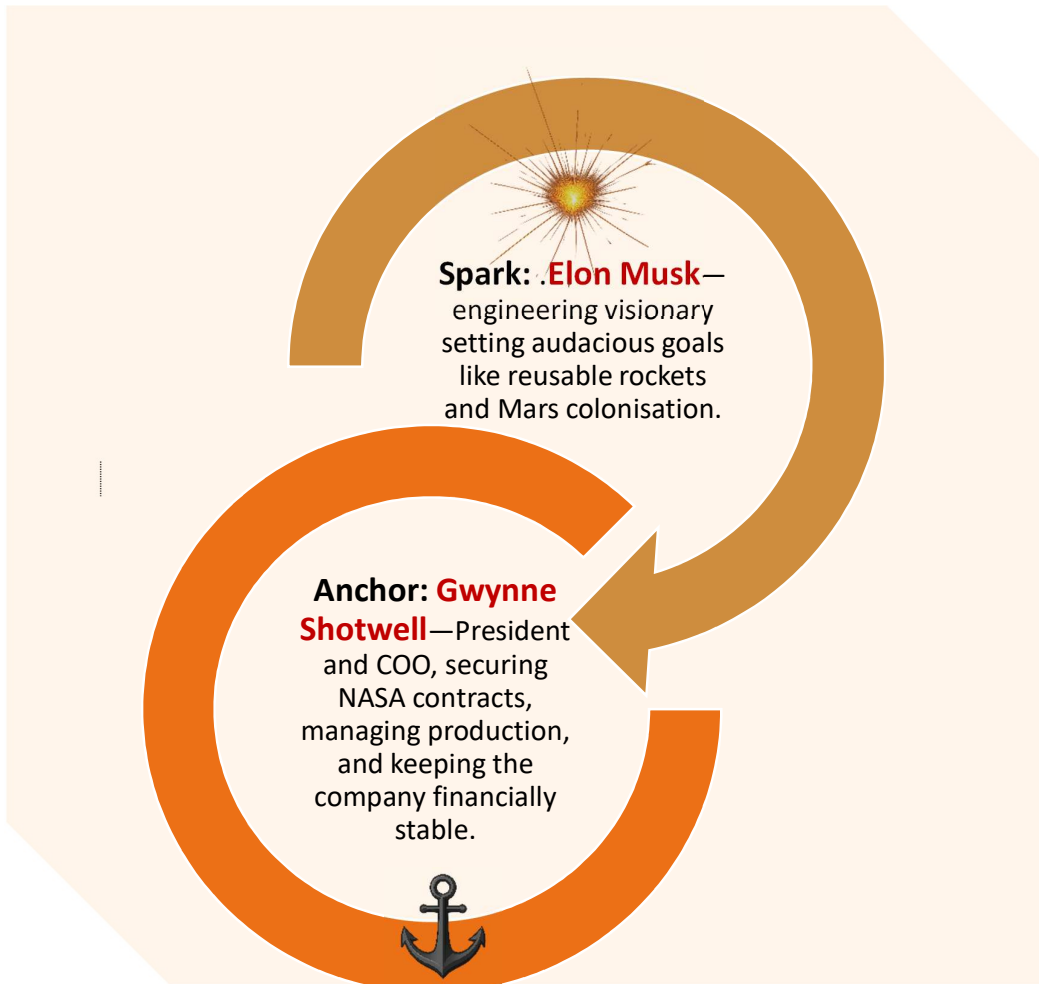 Spark: .Elon Musk—
engineering visionary
setting audacious goals
like reusable rockets
and Mars colonisation.
Anchor: Gwynne
Shotwell—President
and COO, securing
NASA contracts,
managing production,
and keeping the
company financially
stable.